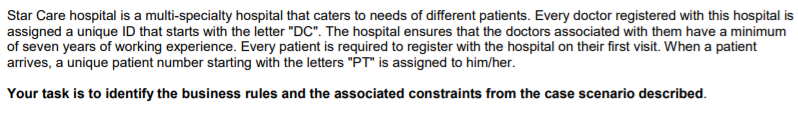 Star Care hospital is a multi-specialty hospital that caters to needs of different patients. Every doctor registered with this hospital is
assigned a unique ID that starts with the letter "DC". The hospital ensures that the doctors associated with them have a minimum
of seven years of working experience. Every patient is required to register with the hospital on their first visit. When a patient
arrives, a unique patient number starting with the letters "PT" is assigned to him/her.
Your task is to identify the business rules and the associated constraints from the case scenario described.